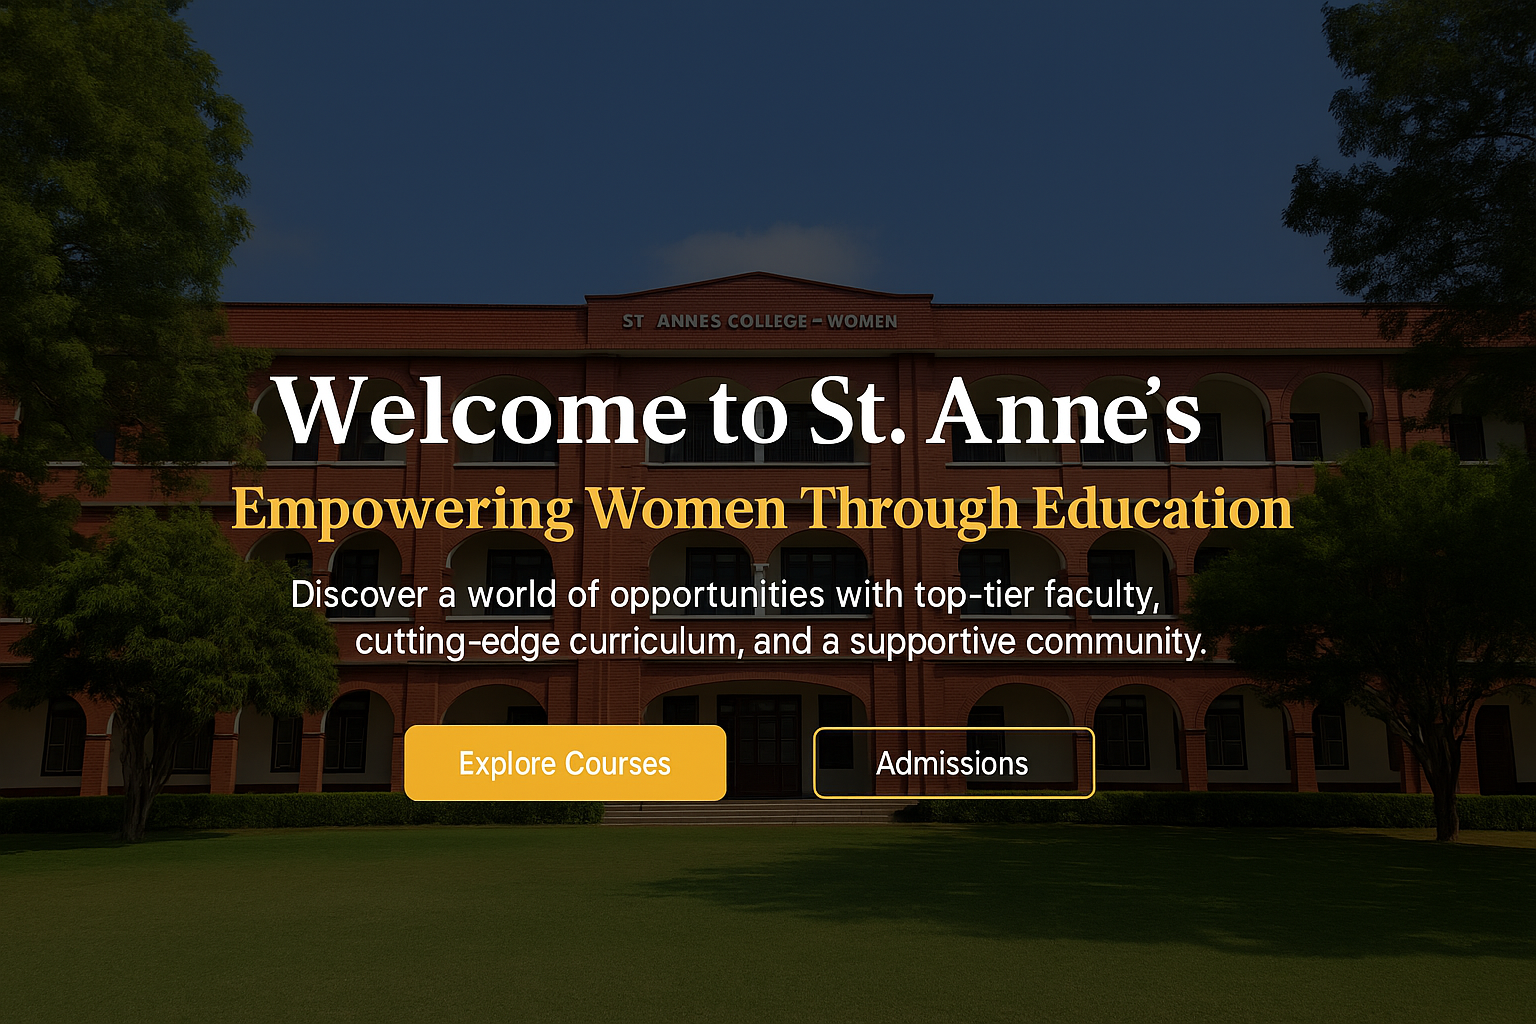 ST ANNES COLLEGE – WOMEN
Welcome to St. Anne’s
Empowering Women Through Education
Discover a world of opportunities with top-tier faculty,
cutting-edge curriculum, and a supportive community.
Explore Courses
Admissions